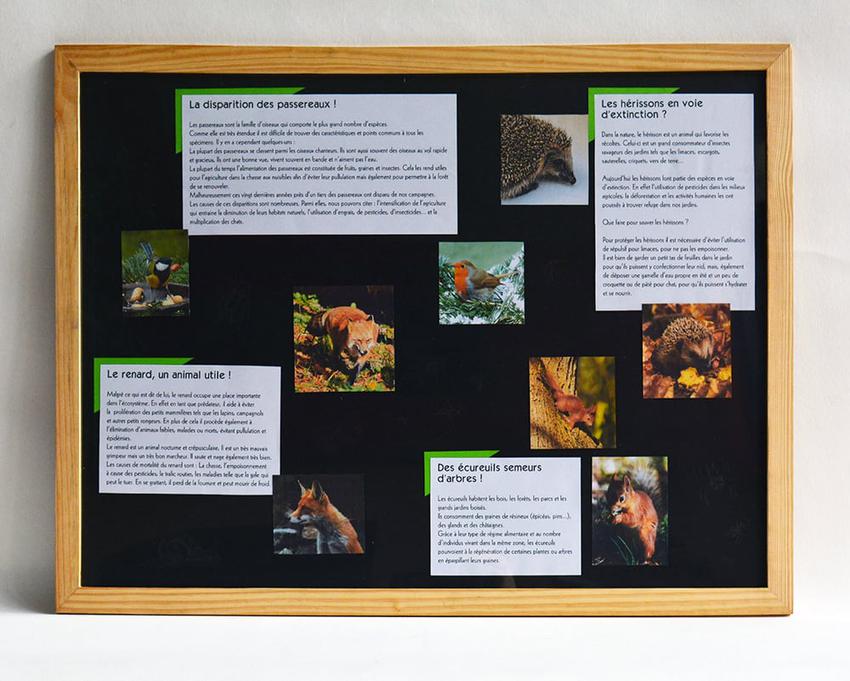 La disparition des passereaux !
Les passereaux sont la famille d'oiseaux qui comporte le plus grand nombre d'espèces.
Comme elle est très étendue il est difficile de trouver des caractéristiques et points communs à tous les
spécimens. Il y en a cependant quelques-uns :
La plupart des passereaux se classent parmi les oiseaux chanteurs. Ils sont aussi souvent des oiseaux au vol rapide
et gracieux, ils ont une bonne vue, vivent souvent en bande et n'aiment pas l'eau.
La plupart du temps l'alimentation des passereaux est constituée de fruits, graines et insectes. Cela les rend utiles
pour l'agriculture dans la chasse aux nuisibles afin d'éviter leur pullulation mais également pour permettre à la forêt
de se renouveler.
Malheureusement ces vingt dernières années près d'un tiers des passereaux ont disparu de nos campagnes.
Les causes de ces disparitions sont nombreuses. Parmi elles, nous pouvons citer : l'intensification de l'agriculture
qui entraine la diminution de leurs habitats naturels, l'utilisation d'engrais, de pesticides, d'insecticides... et la
multiplication des chats.
Les hérissons en voie
d'extinction ?
Dans la nature, le hérisson est un animal qui favorise les
récoltes. Celui-ci est un grand consommateur d'insectes
ravageurs des jardins tels que les limaces, escargots,
sauterelles, criquets, vers de terre...
Aujourd'hui les hérissons font partie des espèces en voie
d'extinction. En effet l'utilisation de pesticides dans les milieux
agricoles, la déforestation et les activités humaines les ont
poussés à trouver refuge dans nos jardins.
Que faire pour sauver les hérissons ?
Pour protéger les hérissons il est nécessaire d'éviter l'utilisation
de répulsif pour limaces, pour ne pas les empoisonner.
Il est bien de garder un petit tas de feuilles dans le jardin
pour qu'ils puissent y confectionner leur nid, mais, également
de déposer une gamelle d'eau propre en été et un peu de
croquette ou de pâté pour chat, pour qu'ils puissent s'hydrater
et se nourrir.
Le renard, un animal utile !
Malgré ce qui est dit de lui, le renard occupe une place importante
dans l'écosystème. En effet en tant que prédateur, il aide à éviter
la prolifération des petits mammifères tels que les lapins, campagnols
et autres petits rongeurs. En plus de cela il procède également à
l'élimination d'animaux faibles, malades ou morts, évitant pullulation et
épidémies.
Le renard est un animal nocturne et crépusculaire. Il est un très mauvais
grimpeur mais un très bon marcheur. Il saute et nage également très bien.
Les causes de mortalité du renard sont : La chasse, l'empoisonnement
à cause des pesticides, le trafic routier, les maladies telles que la gale qui
peut le tuer. En se grattant, il perd de la fourrure et peut mourir de froid.
Des écureuils semeurs
d'arbres !
Les écureuils habitent les bois, les forêts, les parcs et les
grands jardins boisés.
Ils consomment des graines de résineux (épicéas, pins...),
des glands et des châtaignes.
Grâce à leur type de régime alimentaire et au nombre
d'individus vivant dans la même zone, les écureuils
pourvoient à la régénération de certaines plantes ou arbres
en éparpillant leurs graines.